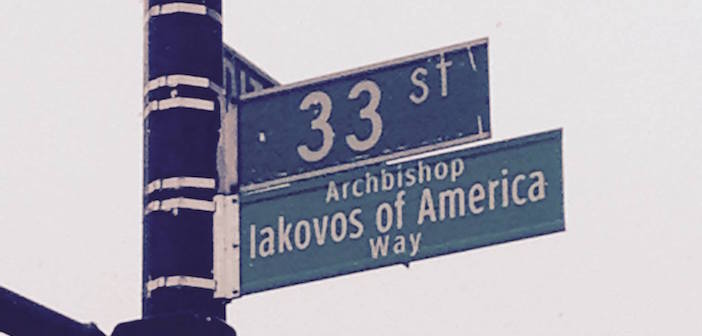 33 st
Archbishop
Iakovos of America
Way